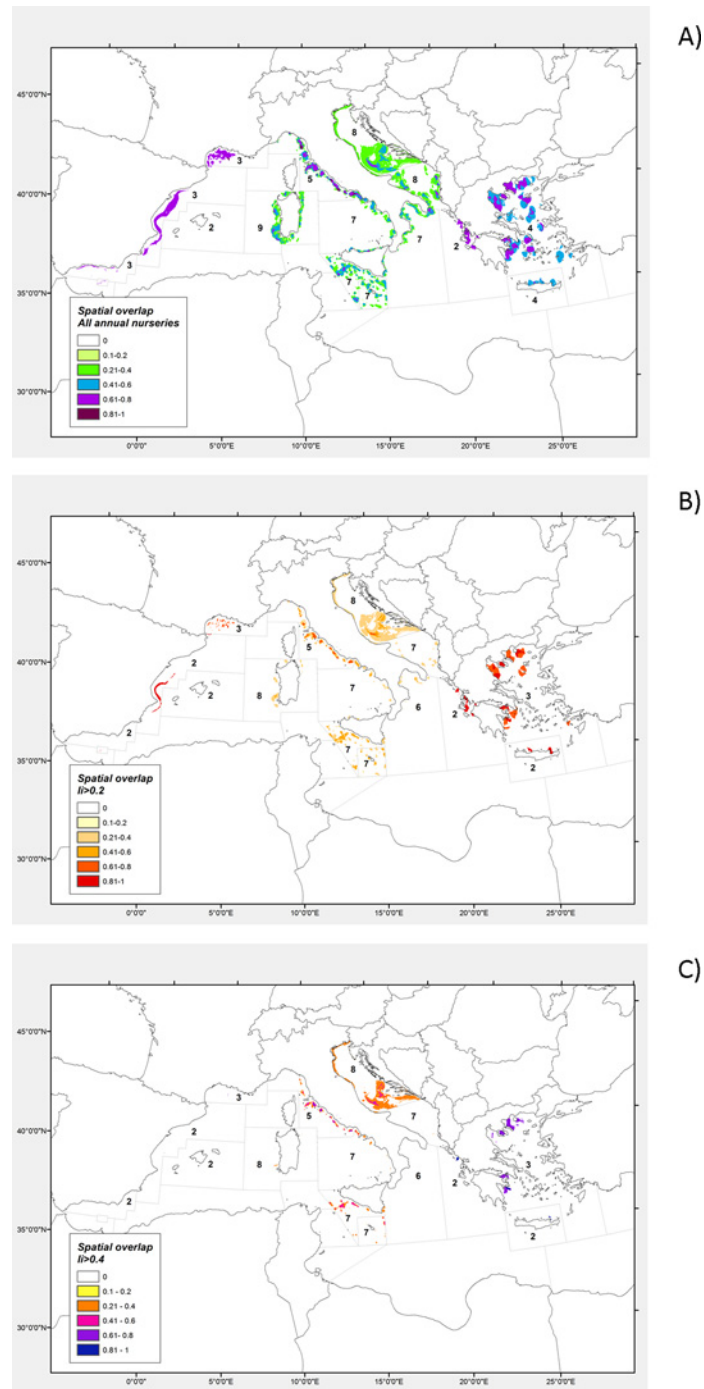 A)
45°0'0"N
40°0'0"N
35°0'0"N
30°0'0"N
8
3
5
8
3
9
2
7
4
7
2
3
7
7
4
Spatial overlap
All annual nurseries
0
0.1-0.2
0.21-0.4
0.41-0.6
0.61-0.8
0.81-1
0°0'0"
5°0'0"E
10°0'0"E
15°0'0"E
20°0'0"E
25°0'0"E
B)
45°0'0"N
40°0'0"N
35°0'0"N
30°0'0"N
8
3
5
7
2
2
8
7
3
6
2
2
7
7
2
Spatial overlap
Ii>0.2
0
0.1-0.2
0.21-0.4
0.41-0.6
0.61-0.8
0.81-1
0°0'0"
5°0'0"E
10°0'0"E
15°0'0"E
20°0'0"E
25°0'0"E
C)
45°0'0"N
40°0'0"N
35°0'0"N
30°0'0"N
8
3
5
7
2
2
8
7
3
6
2
2
7
7
2
Spatial overlap
Ii>0.4
0
0.1 - 0.2
0.21 - 0.4
0.41 - 0.6
0.61- 0.8
0.81 - 1
0°0'0"
5°0'0"E
10°0'0"E
15°0'0"E
20°0'0"E
25°0'0"E